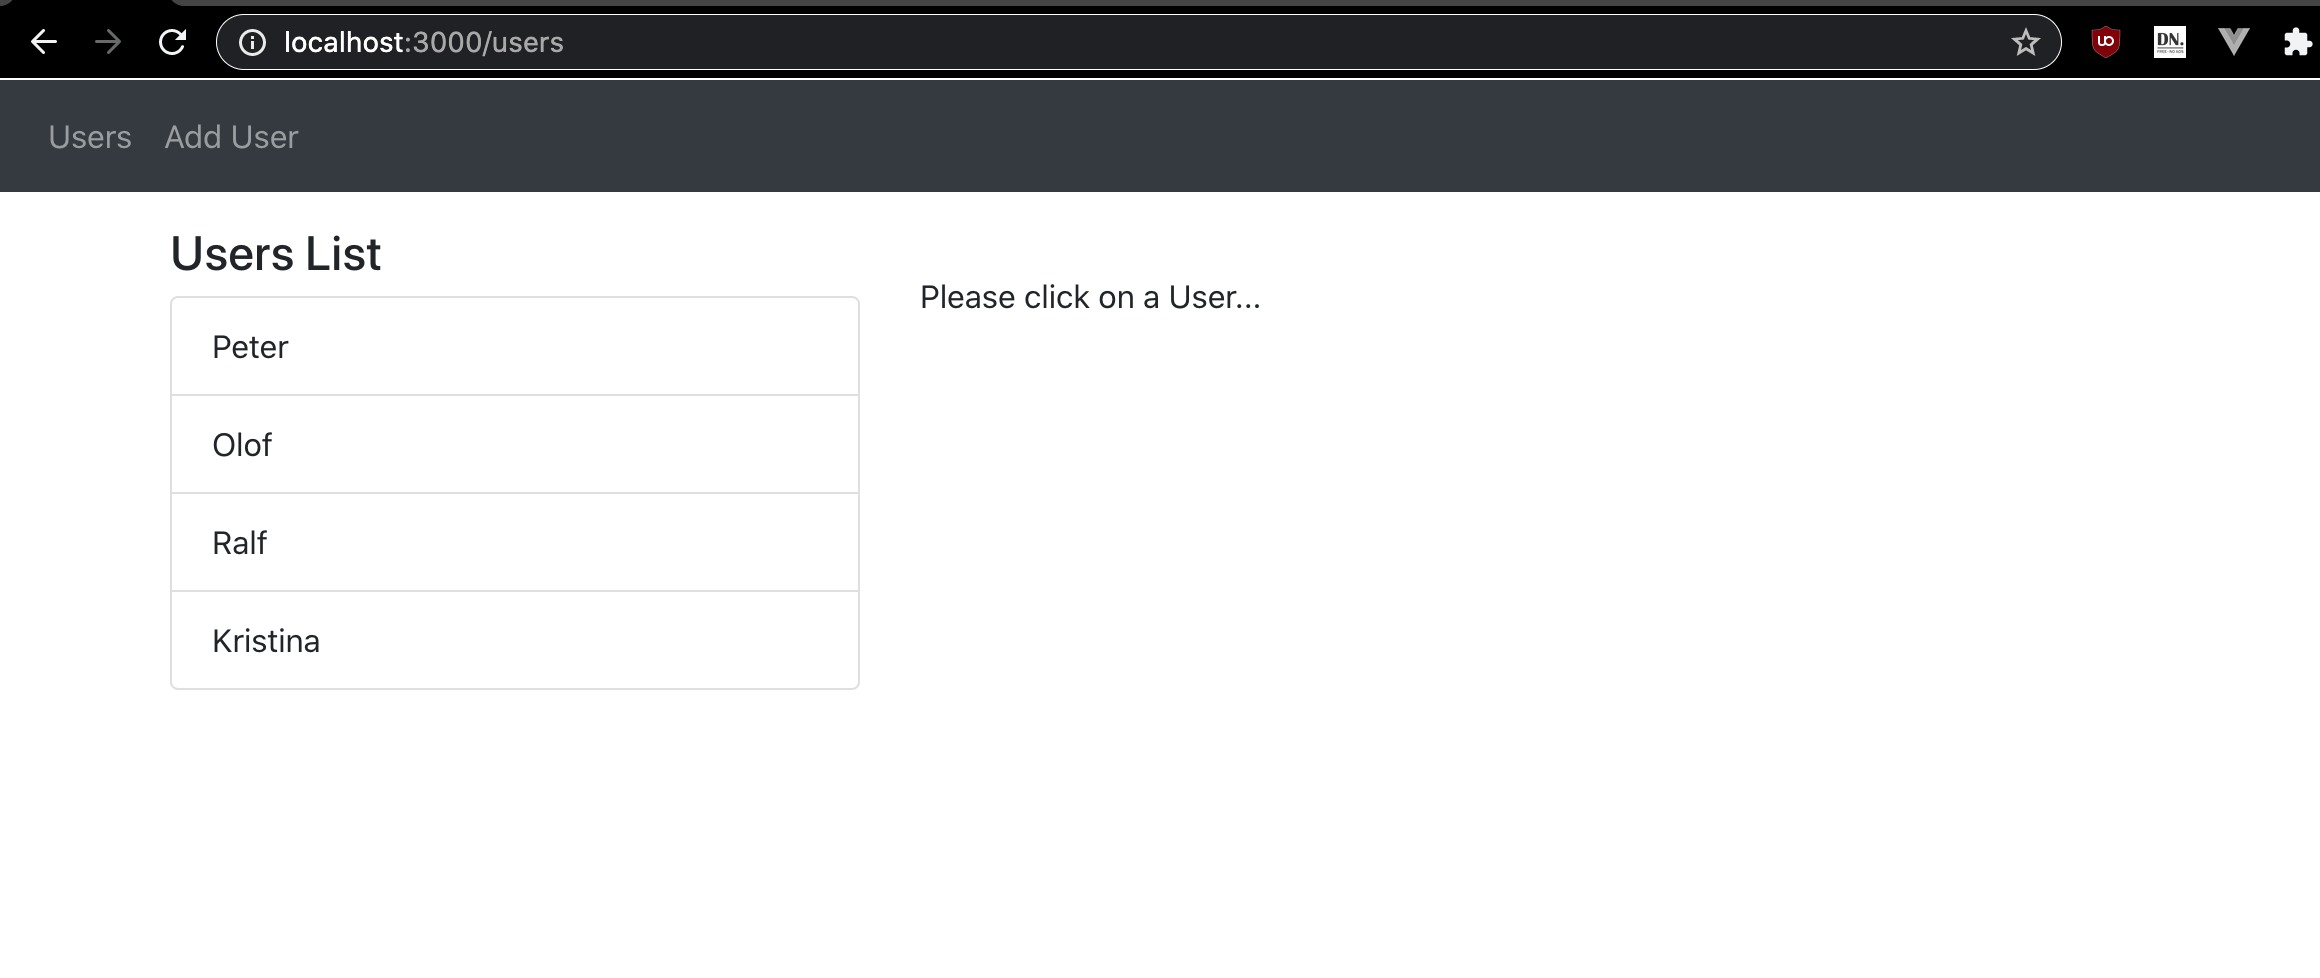 localhost:3000/users
DN.
Users Add User
Users List
Please click on a User...
Peter
Olof
Ralf
Kristina